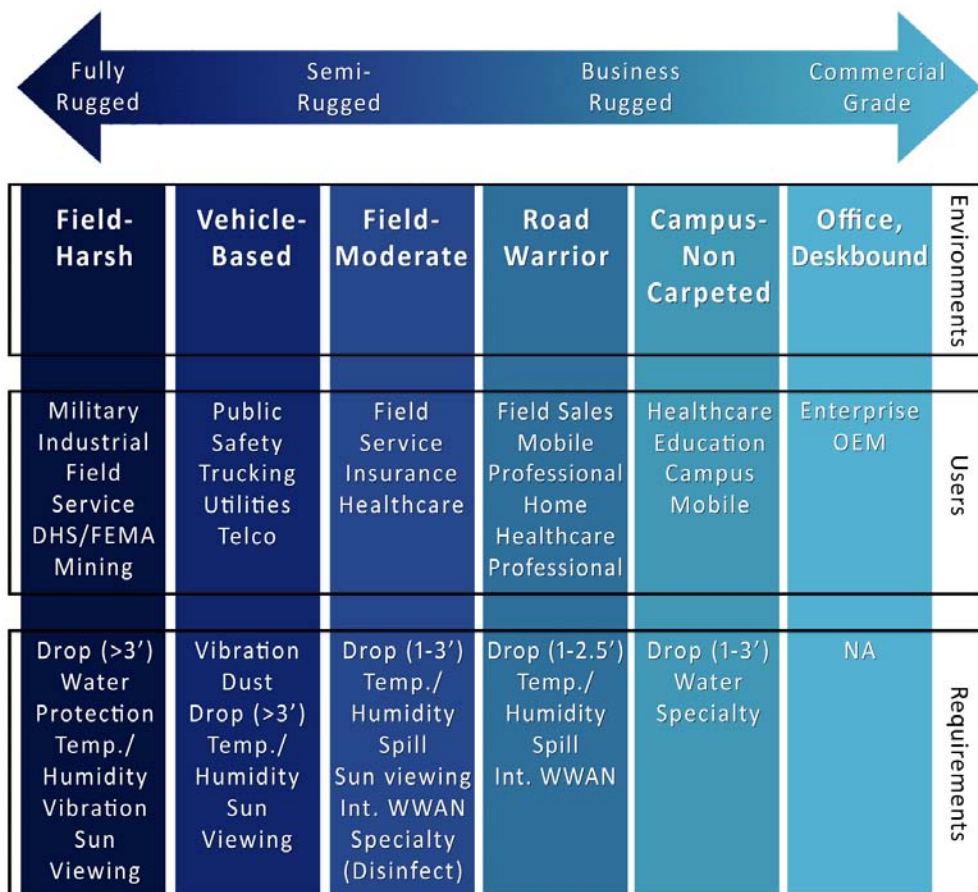 Fully
Rugged
Semi-
Rugged
Business
Rugged
Commercial
Grade
Field-
Harsh
Vehicle-
Based
Field-
Moderate
Road
Warrior
Campus-
Non
Carpeted
Office,
Deskbound
Environments
Military
Industrial
Field
Service
DHS/FEMA
Mining
Public
Safety
Trucking
Utilities
Telco
Field
Service
Insurance
Healthcare
Field Sales
Mobile
Professional
Home
Healthcare
Professional
Healthcare
Education
Campus
Mobile
Enterprise
OEM
Users
Drop (>3')
Water
Protection
Temp./
Humidity
Vibration
Sun
Viewing
Vibration
Dust
Drop (>3')
Temp./
Humidity
Sun
Viewing
Drop (1-3')
Temp./
Humidity
Spill
Sun viewing
Int. WWAN
Specialty
(Disinfect)
Drop (1-2.5')
Temp./
Humidity
Spill
Int. WWAN
Drop (1-3')
Water
Specialty
NA
Requirements